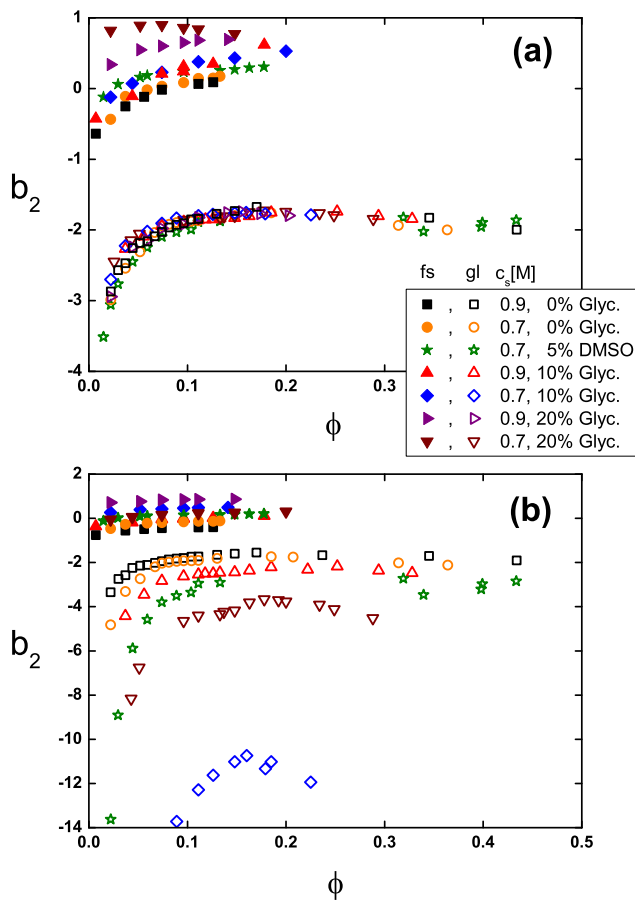 (a)
1
0
-1
-2
-3
-4
b2
0.0 0.1 0.2 0.3
ϕ
fs gl cs[M]
, 0.9, 0% Glyc.
, 0.7, 0% Glyc.
, 0.7, 5% DMSO
, 0.9, 10% Glyc.
, 0.7, 10% Glyc.
, 0.9, 20% Glyc.
, 0.7, 20% Glyc.
(b)
2
0
-2
-4
-6
-8
-10
-12
-14
b2
0.0 0.1 0.2 0.3 0.4 0.5
ϕ